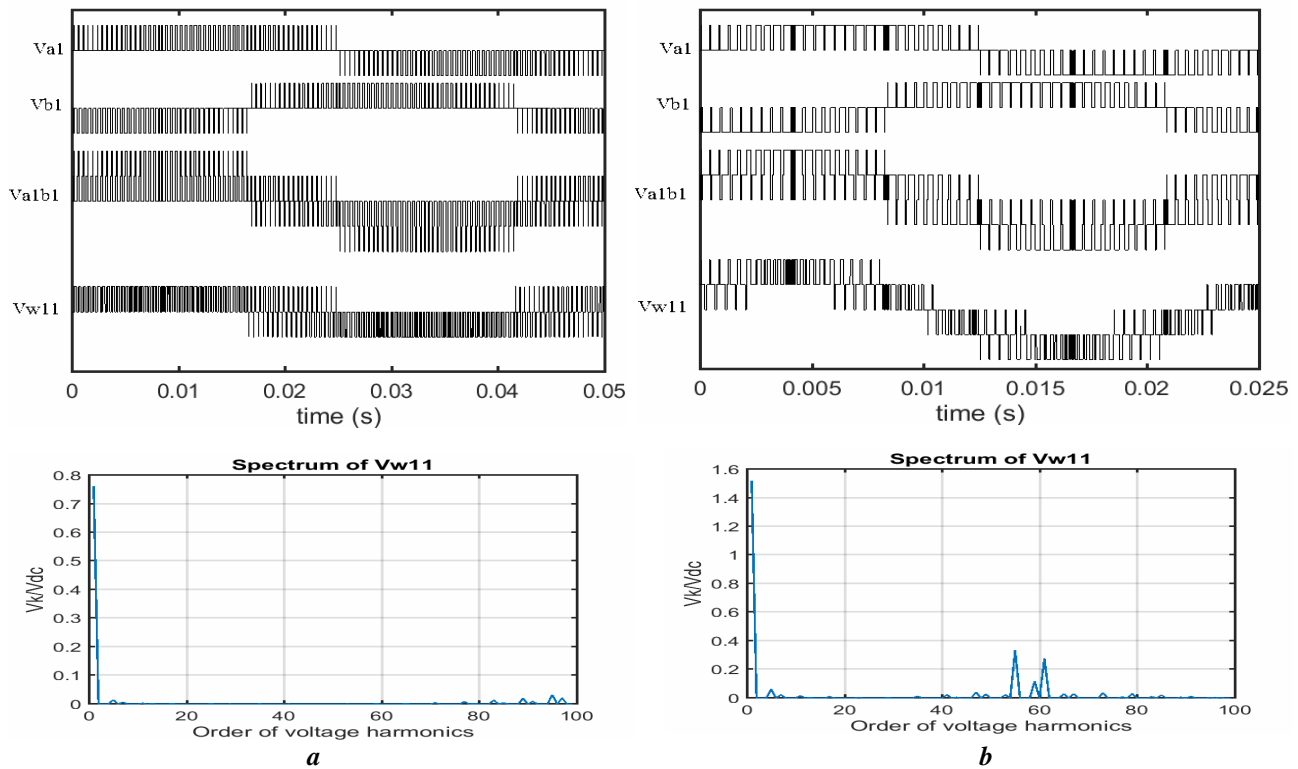 Va1
Vb1
Va1b1
Vw11
0 0.01 0.02 0.03 0.04 0.05
time (s)
Va1
Vb1
Va1b1
Vw11
0 0.005 0.01 0.015 0.02 0.025
time (s)
Spectrum of Vw11
0.8
0.7
0.6
0.5
0.4
0.3
0.2
0.1
0
Vk/Vdc
0 20 40 60 80 100
Order of voltage harmonics
a
Spectrum of Vw11
1.6
1.4
1.2
1
0.8
0.6
0.4
0.2
0
Vk/Vdc
0 20 40 60 80 100
Order of voltage harmonics
b